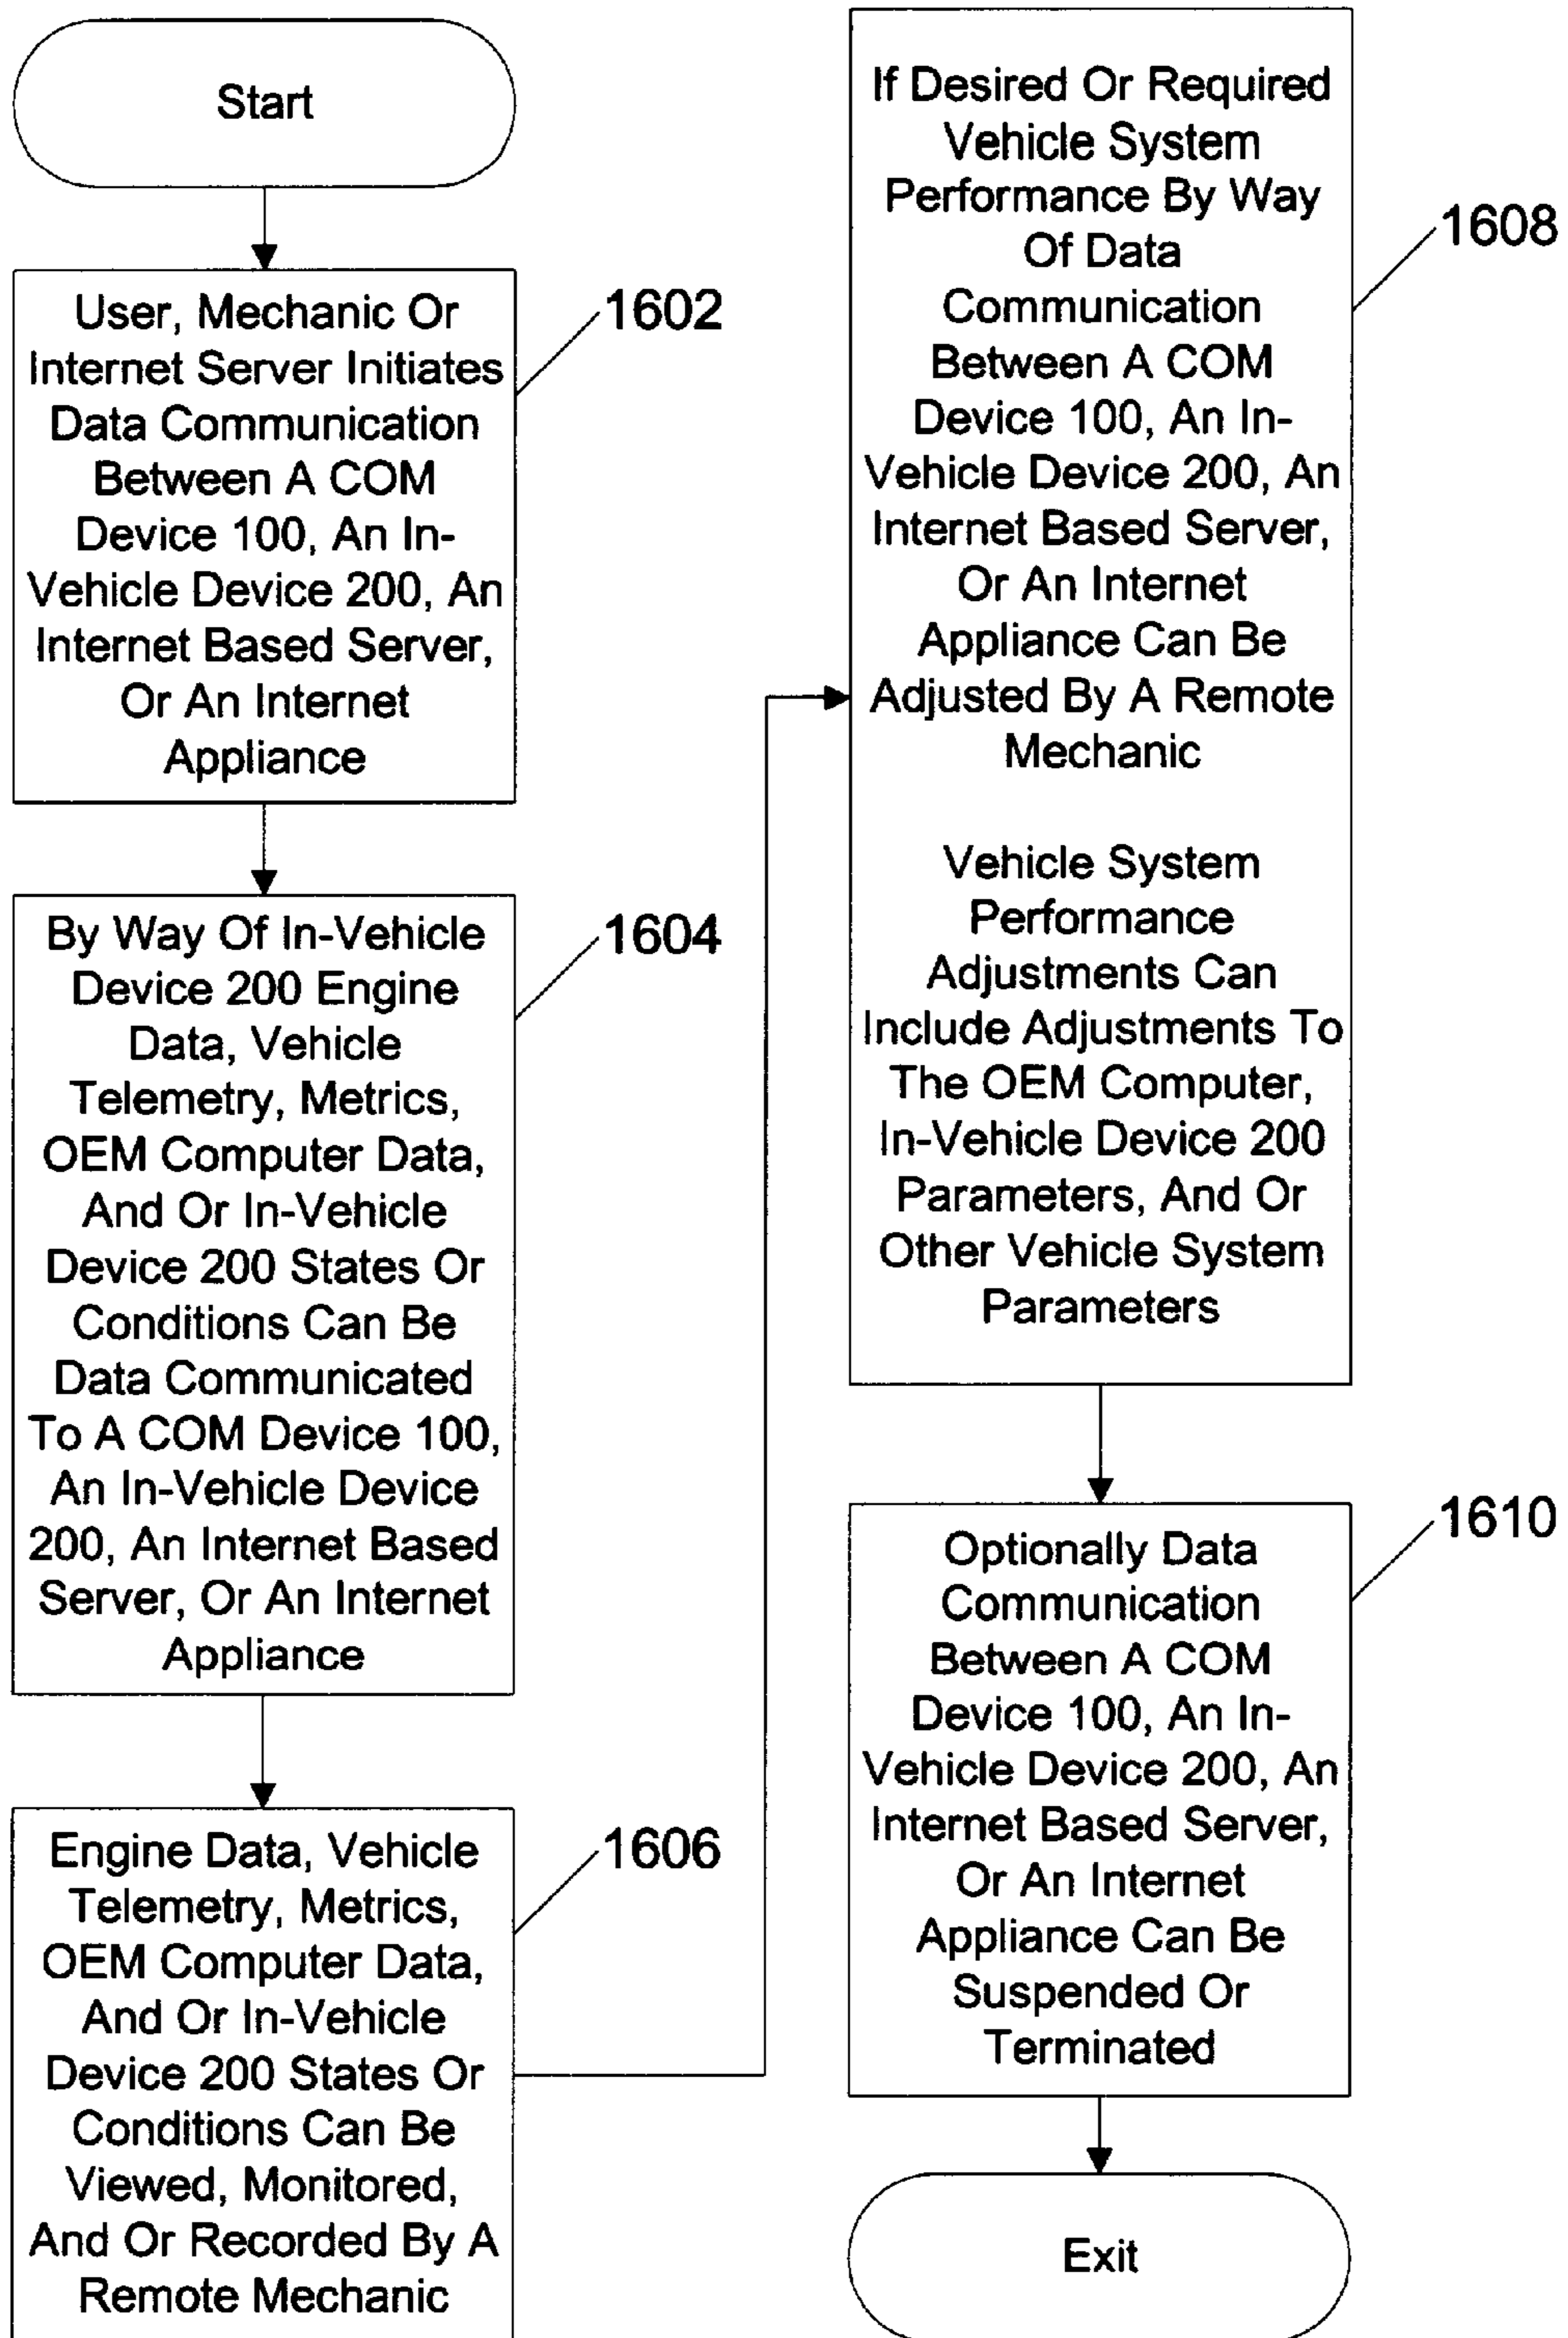 Start
User, Mechanic Or
Internet Server Initiates
Data Communication
Between A COM
Device 100, An In-
Vehicle Device 200, An
Internet Based Server,
Or An Internet
Appliance
1602
By Way Of In-Vehicle
Device 200 Engine
Data, Vehicle
Telemetry, Metrics,
OEM Computer Data,
And Or In-Vehicle
Device 200 States Or
Conditions Can Be
Data Communicated
To A COM Device 100,
An In-Vehicle Device
200, An Internet Based
Server, Or An Internet
Appliance
1604
Engine Data, Vehicle
Telemetry, Metrics,
OEM Computer Data,
And Or In-Vehicle
Device 200 States Or
Conditions Can Be
Viewed, Monitored,
And Or Recorded By A
Remote Mechanic
1606
If Desired Or Required
Vehicle System
Performance By Way
Of Data
Communication
Between A COM
Device 100, An In-
Vehicle Device 200, An
Internet Based Server,
Or An Internet
Appliance Can Be
Adjusted By A Remote
Mechanic
Vehicle System
Performance
Adjustments Can
Include Adjustments To
The OEM Computer,
In-Vehicle Device 200
Parameters, And Or
Other Vehicle System
Parameters
1608
Optionally Data
Communication
Between A COM
Device 100, An In-
Vehicle Device 200, An
Internet Based Server,
Or An Internet
Appliance Can Be
Suspended Or
Terminated
1610
Exit